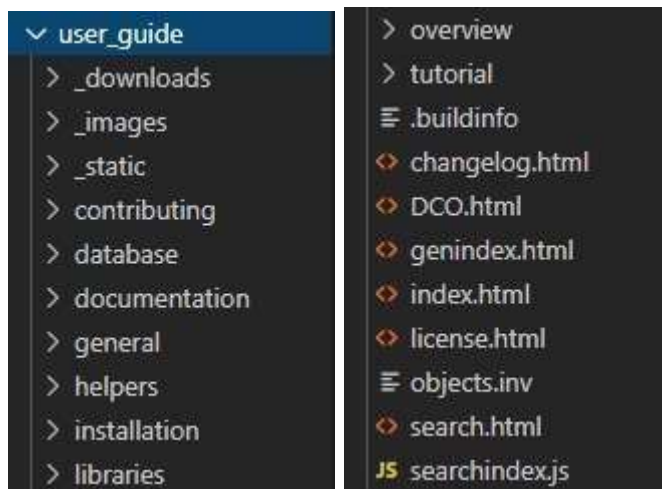 user_guide
_downloads
_images
_static
contributing
database
documentation
general
helpers
installation
libraries
overview
tutorial
.buildinfo
changelog.html
DCO.html
genindex.html
index.html
license.html
objects.inv
search.html
JS searchindex.js